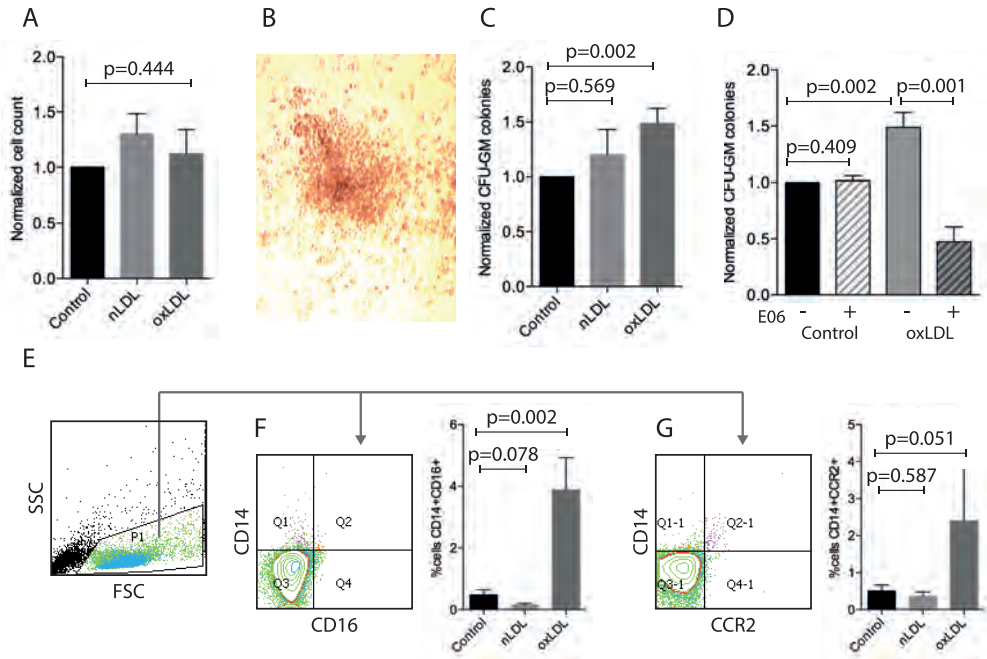 A
B
C
D
Normalized cell count
2.0
1.5
1.0
0.5
0.0
p=0.444
Control
nLDL
oxLDL
Normalized CFU-GM colonies
2.0
1.5
1.0
0.5
0.0
p=0.002
p=0.569
Control
nLDL
oxLDL
Normalized CFU-GM colonies
2.0
1.5
1.0
0.5
0.0
p=0.002
p=0.001
p=0.409
E06 - + - +
Control oxLDL
E
SSC
P1
FSC
F
CD14
Q1 Q2
Q3 Q4
CD16
%cells CD14+CD16+
6
4
2
0
p=0.002
p=0.078
Control
nLDL
oxLDL
G
CD14
Q1-1 Q2-1
Q3-1 Q4-1
CCR2
%cells CD14+CCR2+
5
4
3
2
1
0
p=0.051
p=0.587
Control
nLDL
oxLDL